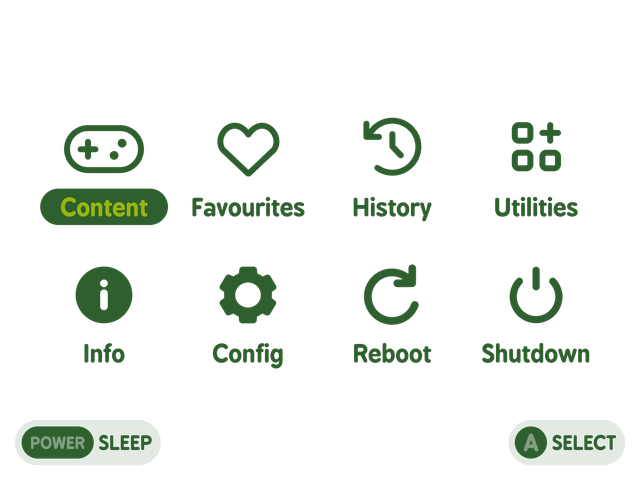 Content Favourites History Utilities
Info Config Reboot Shutdown
POWER SLEEP A SELECT